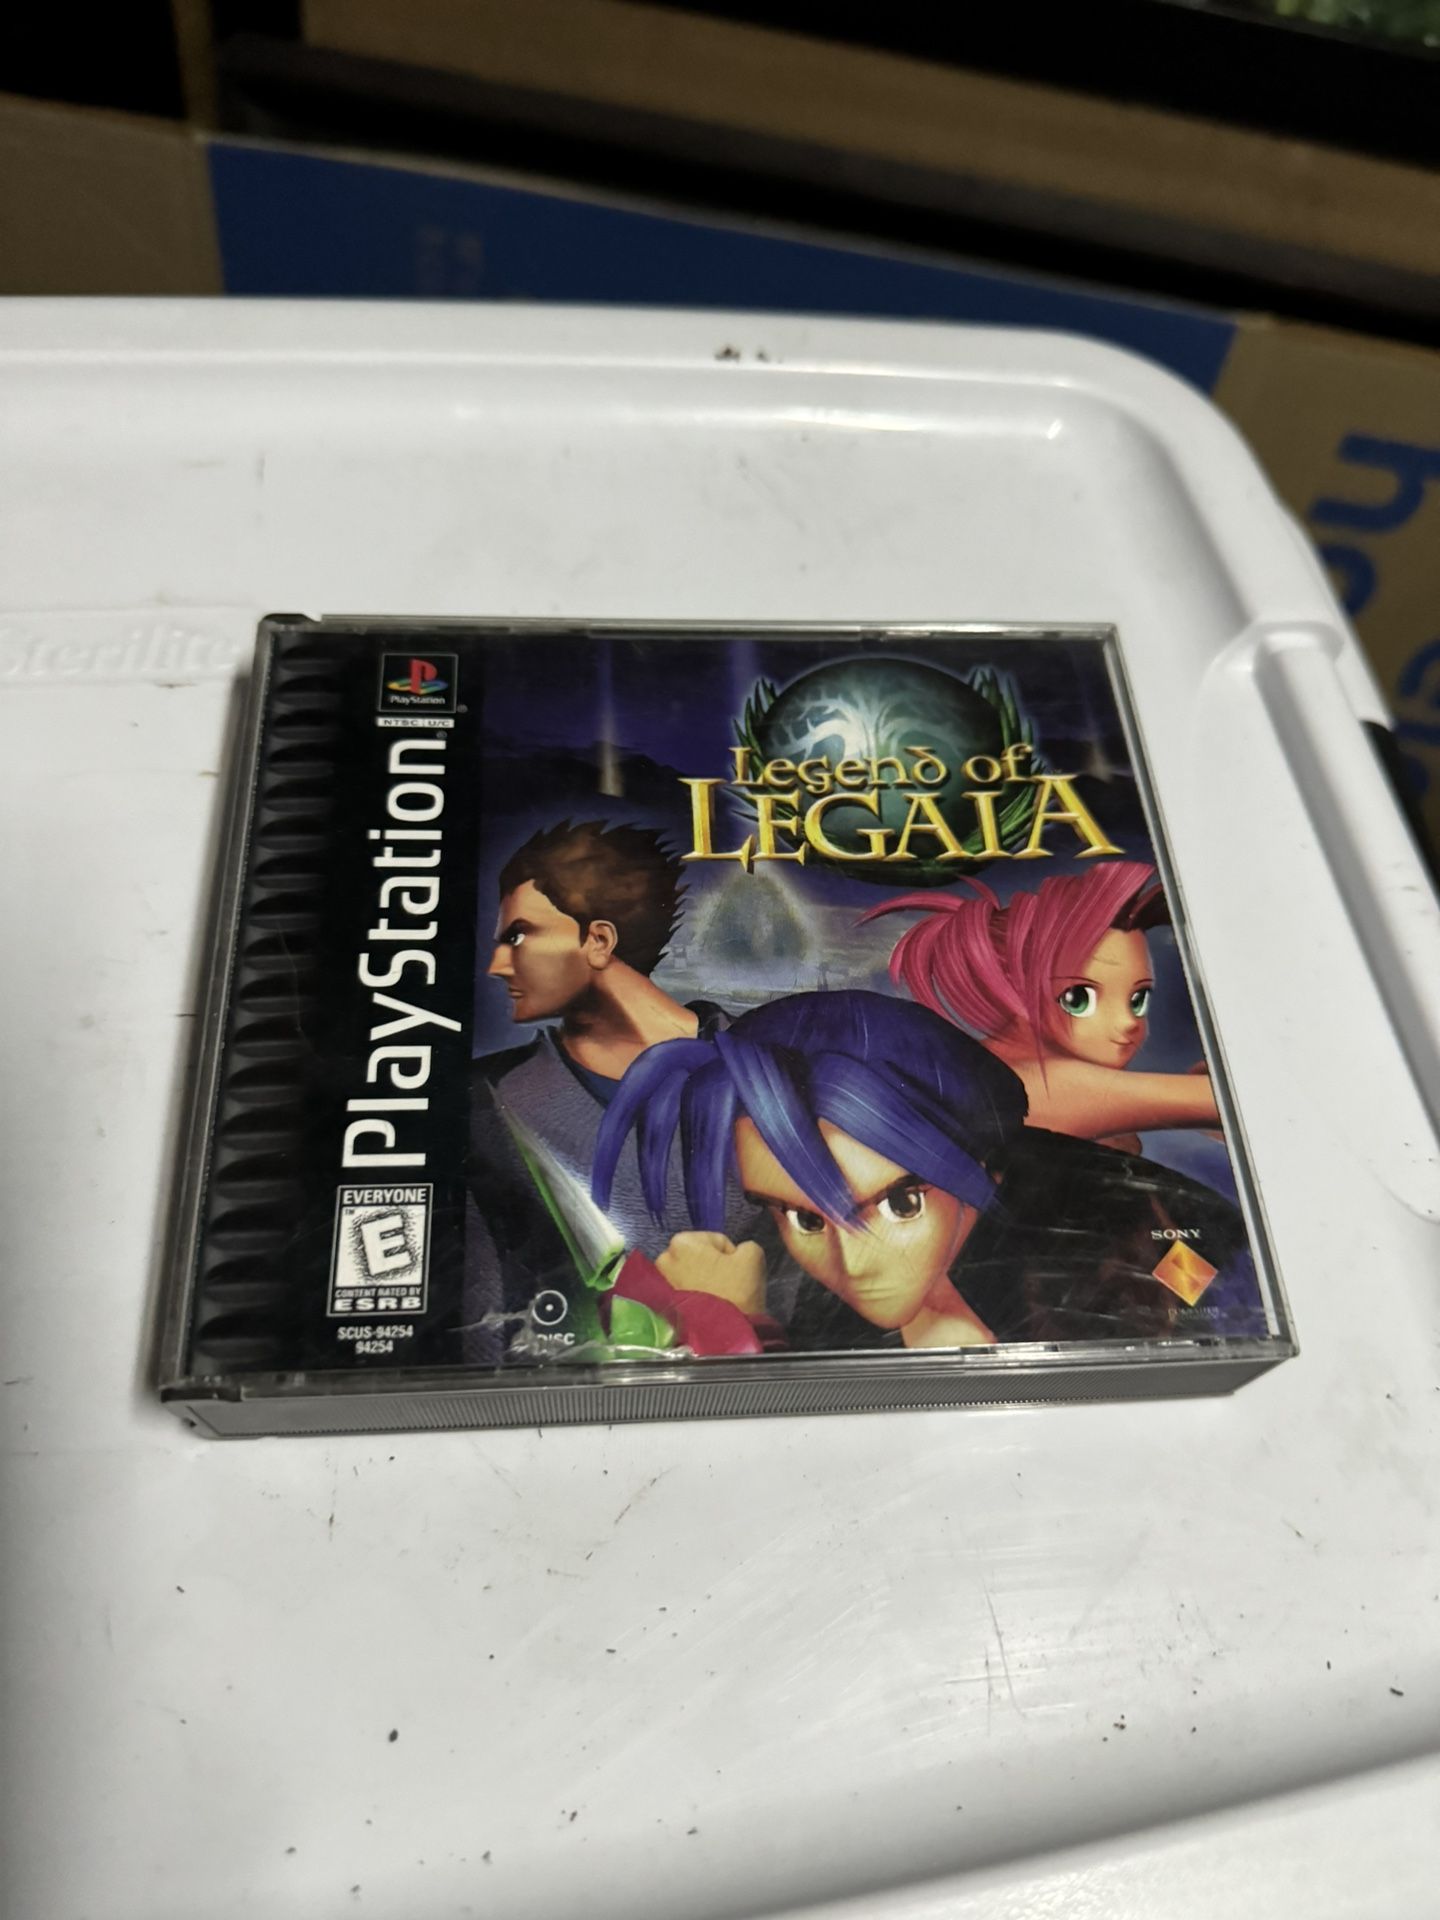 Sterilite
PlayStation
NTSC U/C
PlayStation
EVERYONE
E
CONTENT RATED BY
ESRB
SCUS-94254
94254
DISC
Legend of
LEGAIA
SONY